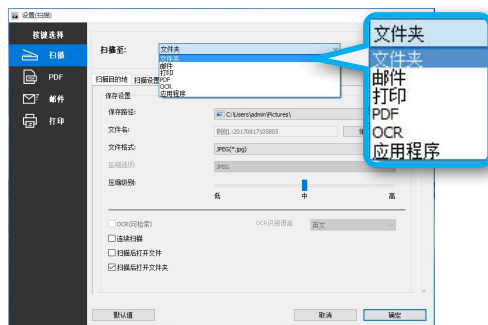 设置(扫描)
按键选择
扫描
PDF
邮件
打印
扫描至:
文件夹
文件夹
邮件
打印
PDF
OCR
应用程序
扫描目的地
扫描设置
保存设置
保存路径:
C:\Users\admin\Pictures\
文件名:
例如.:20170817105805
文件格式:
JPEG(*.jpg)
压缩选项:
JPEG
压缩级别:
低
中
高
OCR(可检索)
OCR识别语言
英文
连续扫描
扫描后打开文件
扫描后打开文件夹
默认值
取消
确定
文件夹
文件夹
邮件
打印
PDF
OCR
应用程序